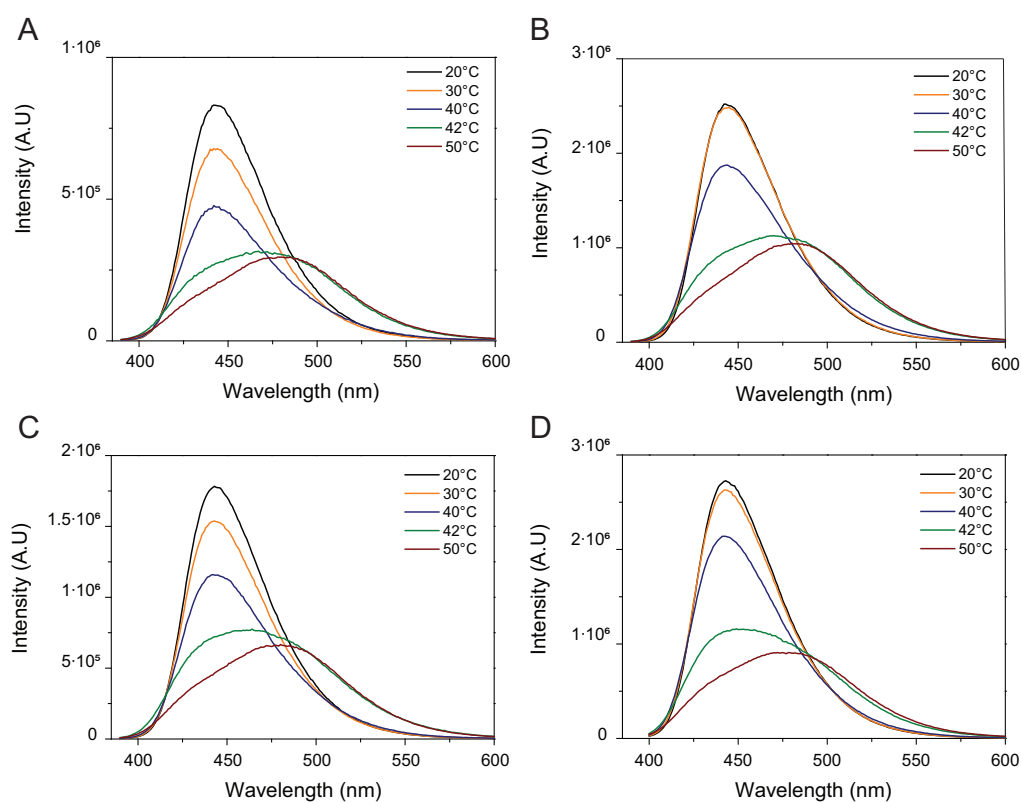 A
1·10⁶
5·10⁵
0
Intensity (A.U)
20°C
30°C
40°C
42°C
50°C
400 450 500 550 600
Wavelength (nm)
B
3·10⁶
2·10⁶
1·10⁶
0
Intensity (A.U)
20°C
30°C
40°C
42°C
50°C
400 450 500 550 600
Wavelength (nm)
C
2·10⁶
1.5·10⁶
1·10⁶
5·10⁵
0
Intensity (A.U)
20°C
30°C
40°C
42°C
50°C
400 450 500 550 600
Wavelength (nm)
D
3·10⁶
2·10⁶
1·10⁶
0
Intensity (A.U)
20°C
30°C
40°C
42°C
50°C
400 450 500 550 600
Wavelength (nm)